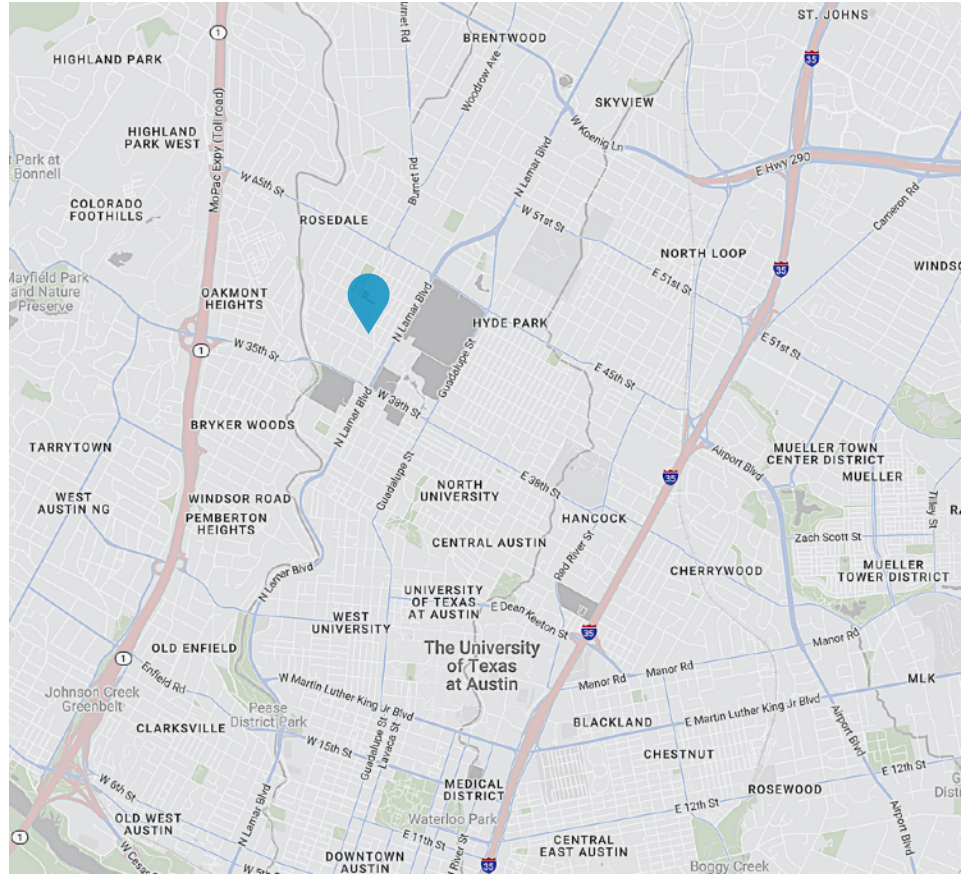 ST. JOHNS
BRENTWOOD
HIGHLAND PARK
1
35
Woodrow Ave
SKYVIEW
HIGHLAND
PARK WEST
MoPac Expy (Toll road)
W Koenig Ln
E Hwy 290
Park at
Bonnell
W 45th St
Burnet Rd
N Lamar Blvd
Cameron Rd
COLORADO
FOOTHILLS
ROSEDALE
W 51st St
NORTH LOOP
Mayfield Park
and Nature
Preserve
E 51st St
35
OAKMONT
HEIGHTS
N Lamar Blvd
HYDE PARK
E 51st St
1
W 35th St
Guadalupe St
E 45th St
W 38th St
BRYKER WOODS
N Lamar Blvd
TARRYTOWN
Airport Blvd
MUELLER TOWN
CENTER DISTRICT
MUELLER
Guadalupe St
E 38th St
35
WEST
AUSTIN NG
WINDSOR ROAD
NORTH
UNIVERSITY
Tilley St
PEMBERTON
HEIGHTS
HANCOCK
Zach Scott St
CENTRAL AUSTIN
Red River St
N Lamar Blvd
CHERRYWOOD
MUELLER
TOWER DISTRICT
UNIVERSITY
OF TEXAS
AT AUSTIN
WEST
UNIVERSITY
E Dean Keeton St
35
Manor Rd
OLD ENFIELD
The University
of Texas
at Austin
1
Enfield Rd
Manor Rd
MLK
Johnson Creek
Greenbelt
W Martin Luther King Jr Blvd
Pease
District Park
CLARKSVILLE
BLACKLAND
E Martin Luther King Jr Blvd
Airport Blvd
Guadalupe St
Lavaca St
W 15th St
CHESTNUT
E 12th St
MEDICAL
DISTRICT
ROSEWOOD
W 6th St
N Lamar Blvd
Waterloo Park
E 12th St
OLD WEST
AUSTIN
E 11th St
Airport Blvd
1
CENTRAL
EAST AUSTIN
DOWNTOWN
AUSTIN
35
Boggy Creek